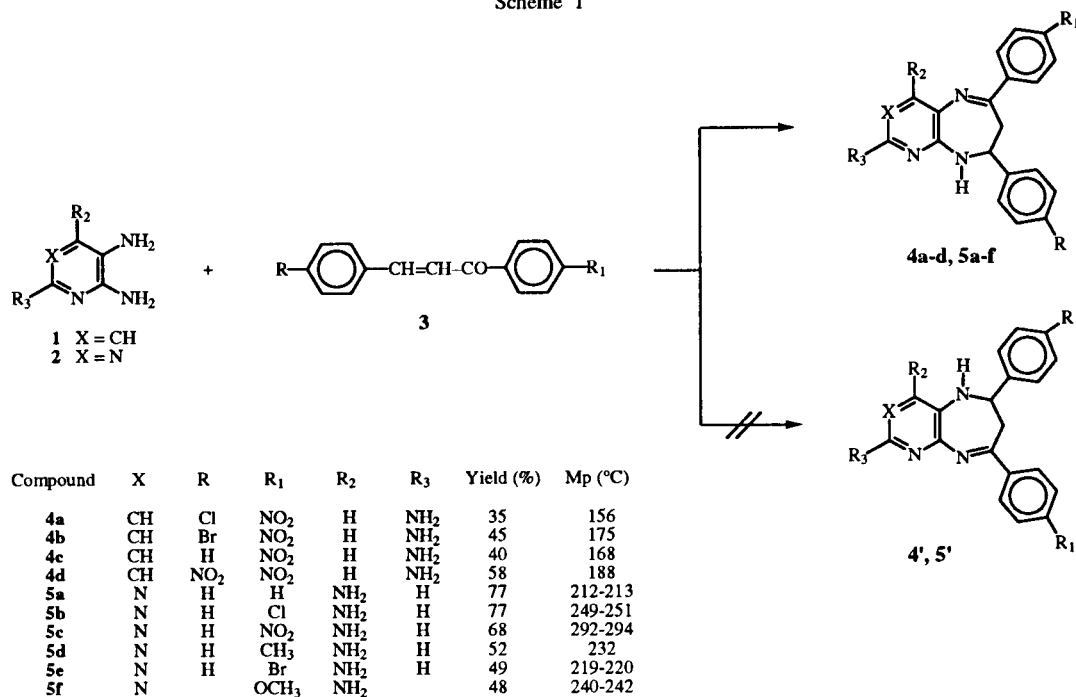 Scheme 1
R1
R2
X
N
R3
N
N
H
R
4a-d, 5a-f
R2
X
NH2
R3
N
NH2
1 X = CH
2 X = N
+
R
CH=CH-CO
R1
3
R
H
R2
N
X
R3
N
N
R1
4', 5'
Compound X R R1 R2 R3 Yield (%) Mp (°C)
4a CH Cl NO2 H NH2 35 156
4b CH Br NO2 H NH2 45 175
4c CH H NO2 H NH2 40 168
4d CH NO2 NO2 H NH2 58 188
5a N H H NH2 H 77 212-213
5b N H Cl NH2 H 77 249-251
5c N H NO2 NH2 H 68 292-294
5d N H CH3 NH2 H 52 232
5e N H Br NH2 H 49 219-220
5f N OCH3 NH2 48 240-242